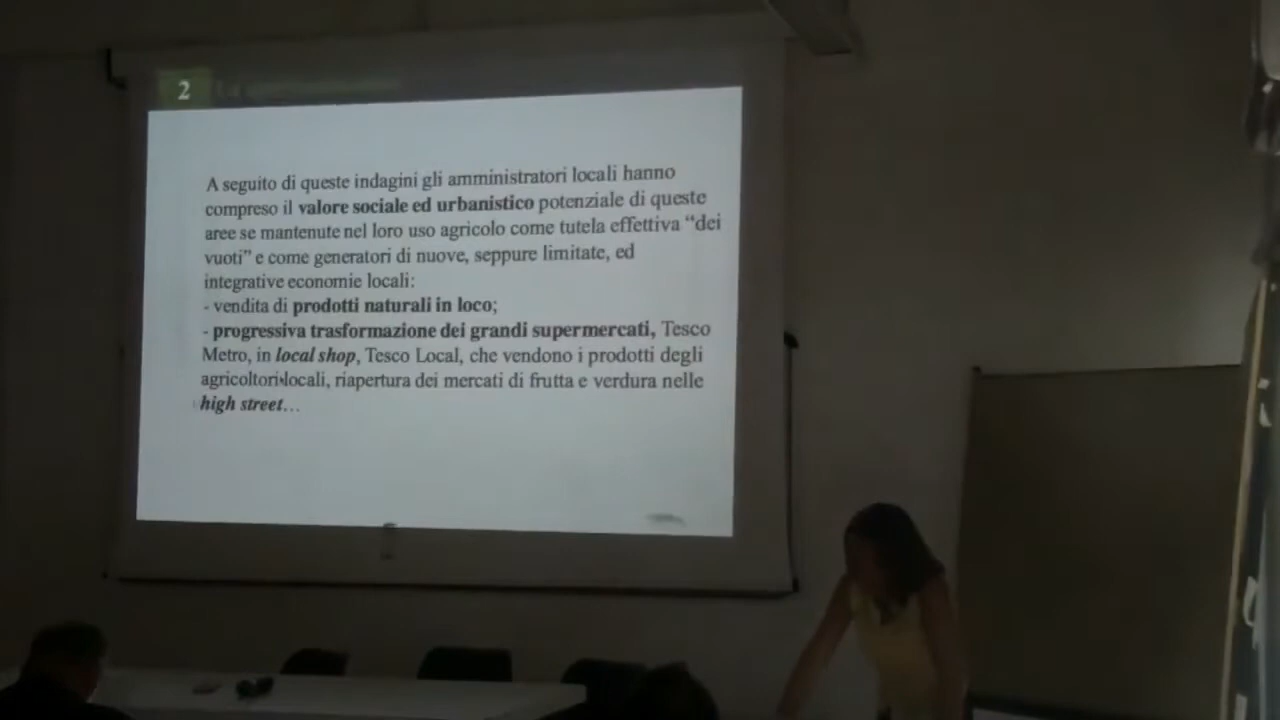 2
A seguito di queste indagini gli amministratori locali hanno
compreso il valore sociale ed urbanistico potenziale di queste
aree se mantenute nel loro uso agricolo come tutela effettiva “dei
vuoti” e come generatori di nuove, seppure limitate, ed
integrative economie locali:
- vendita di prodotti naturali in loco;
- progressiva trasformazione dei grandi supermercati, Tesco
Metro, in local shop, Tesco Local, che vendono i prodotti degli
agricoltori locali, riapertura dei mercati di frutta e verdura nelle
high street…